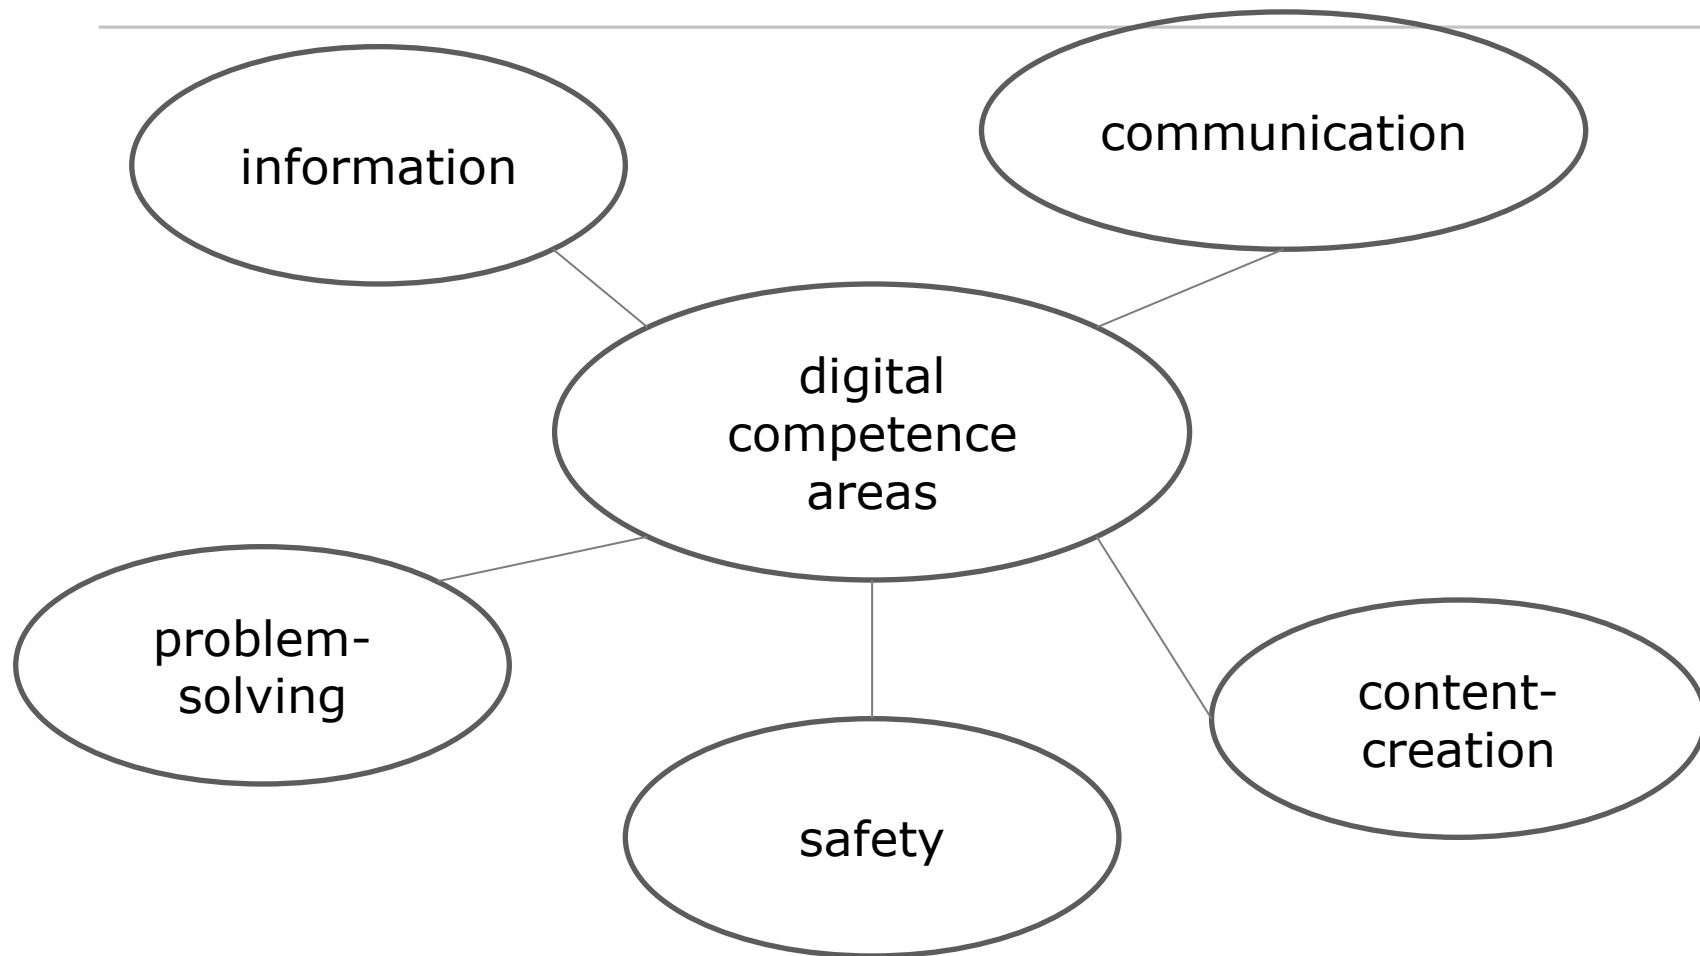 information
communication
digital
competence
areas
problem-
solving
content-
creation
safety